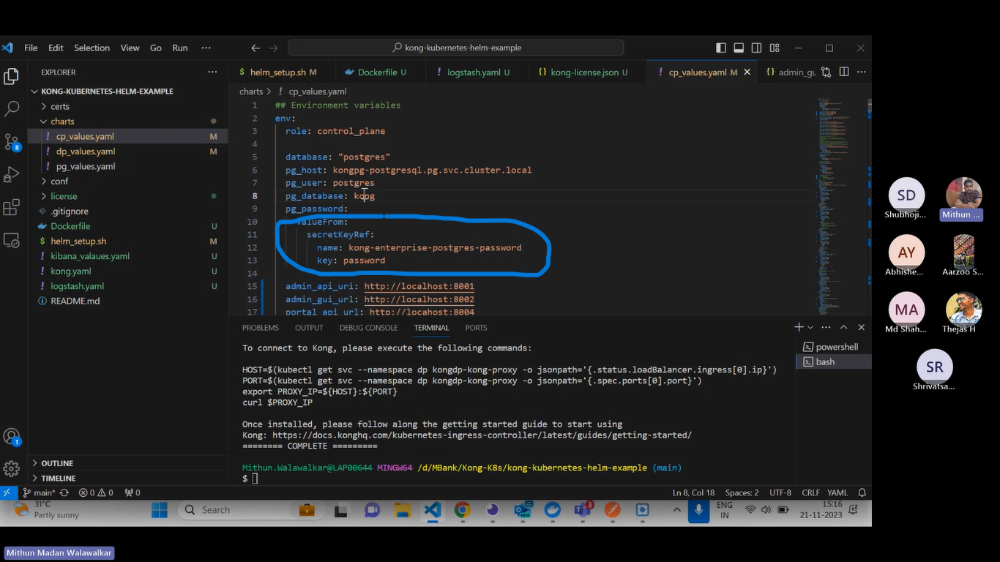 File Edit Selection View Go Run ...
kong-kubernetes-helm-example
EXPLORER ...
KONG-KUBERNETES-HELM-EXAMPLE
certs
charts
! cp_values.yaml M
! dp_values.yaml M
! pg_values.yaml
conf
license
.gitignore
Dockerfile U
$ helm_setup.sh M
! kibana_valaues.yaml U
! kong.yaml U
! logstash.yaml U
README.md
OUTLINE
TIMELINE
8
1
$ helm_setup.sh M
Dockerfile U
! logstash.yaml U
{} kong-license.json U
! cp_values.yaml M
{} admin_gu
...
charts > ! cp_values.yaml
1 ## Environment variables
2 env:
3 role: control_plane
4
5 database: "postgres"
6 pg_host: kongpg-postgresql.pg.svc.cluster.local
7 pg_user: postgres
8 pg_database: kong
9 pg_password:
10 valueFrom:
11 secretKeyRef:
12 name: kong-enterprise-postgres-password
13 key: password
14
15 admin_api_uri: http://localhost:8001
16 admin_gui_url: http://localhost:8002
17 portal_api_url: http://localhost:8004
PROBLEMS OUTPUT DEBUG CONSOLE TERMINAL PORTS
To connect to Kong, please execute the following commands:
HOST=$(kubectl get svc --namespace dp kongdp-kong-proxy -o jsonpath='{.status.loadBalancer.ingress[0].ip}')
PORT=$(kubectl get svc --namespace dp kongdp-kong-proxy -o jsonpath='{.spec.ports[0].port}')
export PROXY_IP=${HOST}:${PORT}
curl $PROXY_IP
Once installed, please follow along the getting started guide to start using
Kong: https://docs.konghq.com/kubernetes-ingress-controller/latest/guides/getting-started/
======== COMPLETE =========
Mithun.Walawalkar@LAP00644 MINGW64 /d/MBank/Kong-K8s/kong-kubernetes-helm-example (main)
$
powershell
bash
main* 0 0 0
Ln 8, Col 18 Spaces: 2 UTF-8 CRLF YAML
31°C
Partly sunny
Search
NEW
3
ENG
IN
15:16
21-11-2023
SD
Shubhoji...
Mithun ...
AY
Abhishe...
Aarzoo S...
MA
Md Shah...
Thejas H
SR
Shrivatsa...
Mithun Madan Walawalkar